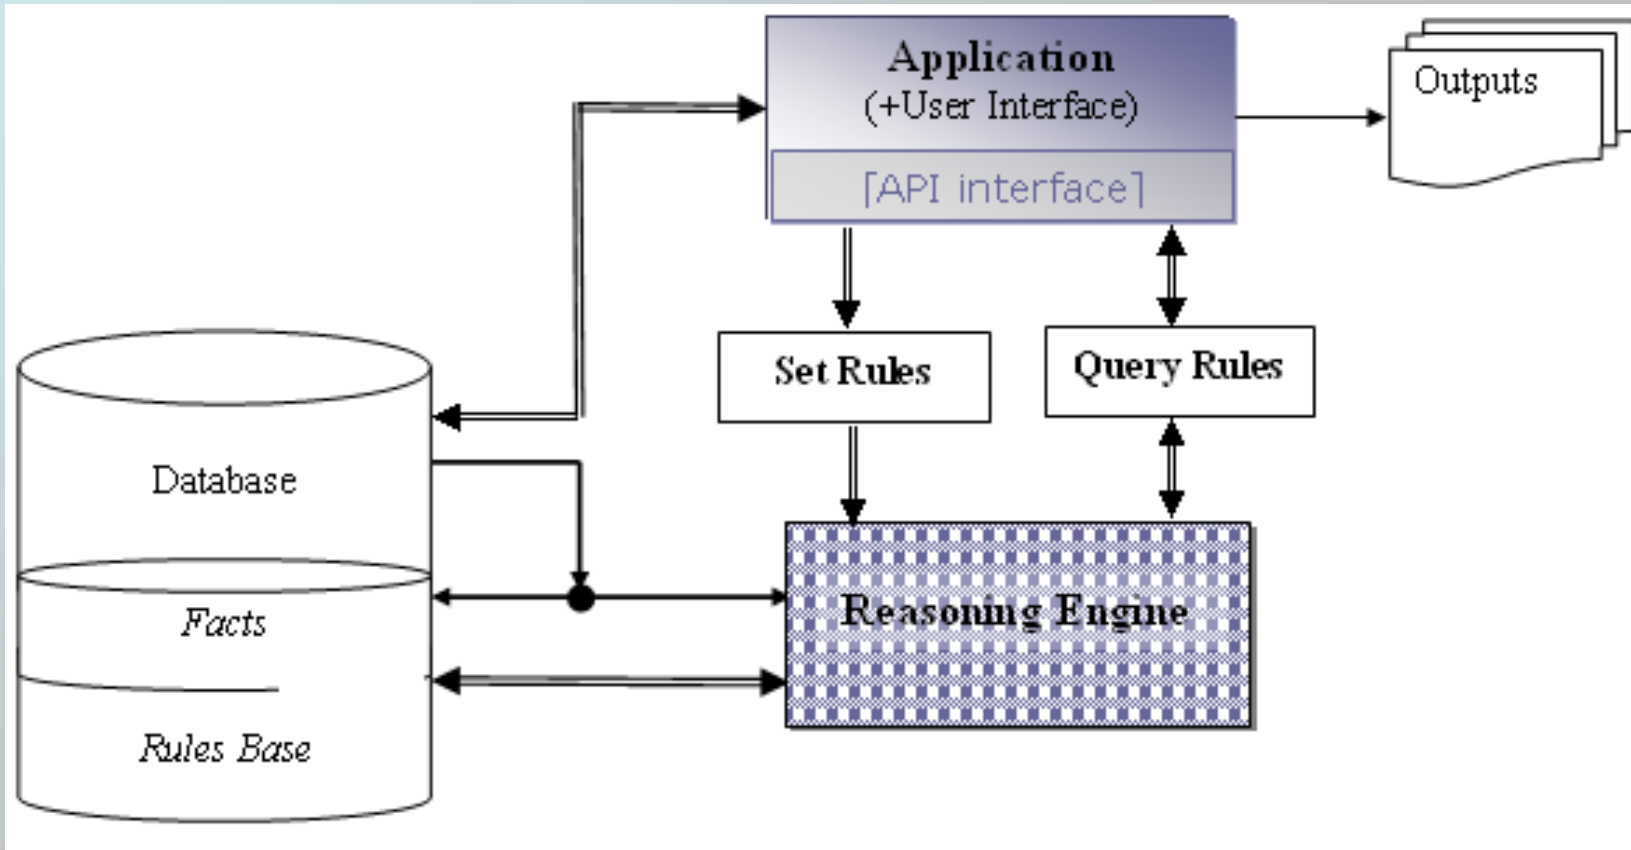 Application
(+User Interface)
[API interface]
Outputs
Set Rules
Query Rules
Database
Facts
Reasoning Engine
Rules Base